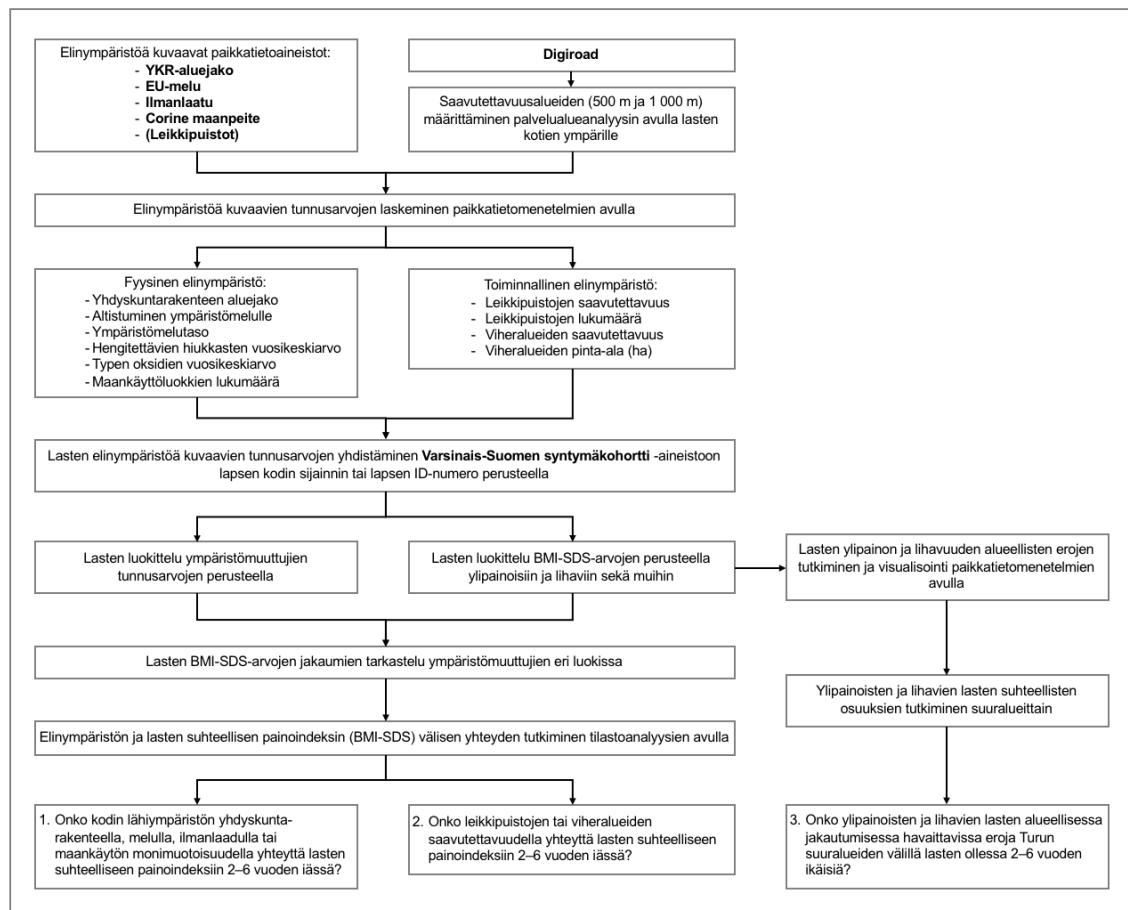 Elinympäristöä kuvaavat paikkatietoaineistot:
- YKR-aluejako
- EU-melu
- Ilmanlaatu
- Corine maanpeite
- (Leikkipuistot)
Digiroad
Saavutettavuusalueiden (500 m ja 1 000 m)
määrittäminen palvelualueanalyysin avulla lasten
kotien ympärille
Elinympäristöä kuvaavien tunnusarvojen laskeminen paikkatietomenetelmien avulla
Fyysinen elinympäristö:
- Yhdyskuntarakenteen aluejako
- Altistuminen ympäristömelulle
- Ympäristömelutaso
- Hengitettävien hiukkasten vuosikeskiarvo
- Typen oksidien vuosikeskiarvo
- Maankäyttöluokkien lukumäärä
Toiminnallinen elinympäristö:
- Leikkipuistojen saavutettavuus
- Leikkipuistojen lukumäärä
- Viheralueiden saavutettavuus
- Viheralueiden pinta-ala (ha)
Lasten elinympäristöä kuvaavien tunnusarvojen yhdistäminen Varsinais-Suomen syntymäkohortti -aineistoon
lapsen kodin sijainnin tai lapsen ID-numero perusteella
Lasten luokittelu ympäristömuuttujien
tunnusarvojen perusteella
Lasten luokittelu BMI-SDS-arvojen perusteella
ylipainoisiin ja lihaviin sekä muihin
Lasten ylipainon ja lihavuuden alueellisten erojen
tutkiminen ja visualisointi paikkatietomenetelmien
avulla
Lasten BMI-SDS-arvojen jakaumien tarkastelu ympäristömuuttujien eri luokissa
Ylipainoisten ja lihavien lasten suhteellisten
osuuksien tutkiminen suuralueittain
Elinympäristön ja lasten suhteellisen painoindeksin (BMI-SDS) välisen yhteyden tutkiminen tilastoanalyysien avulla
1. Onko kodin lähiympäristön yhdyskunta-
rakenteella, melulla, ilmanlaadulla tai
maankäytön monimuotoisuudella yhteyttä lasten
suhteelliseen painoindeksiin 2–6 vuoden iässä?
2. Onko leikkipuistojen tai viheralueiden
saavutettavuudella yhteyttä lasten suhteelliseen
painoindeksiin 2–6 vuoden iässä?
3. Onko ylipainoisten ja lihavien lasten alueellisessa
jakautumisessa havaittavissa eroja Turun
suuralueiden välillä lasten ollessa 2–6 vuoden
ikäisiä?